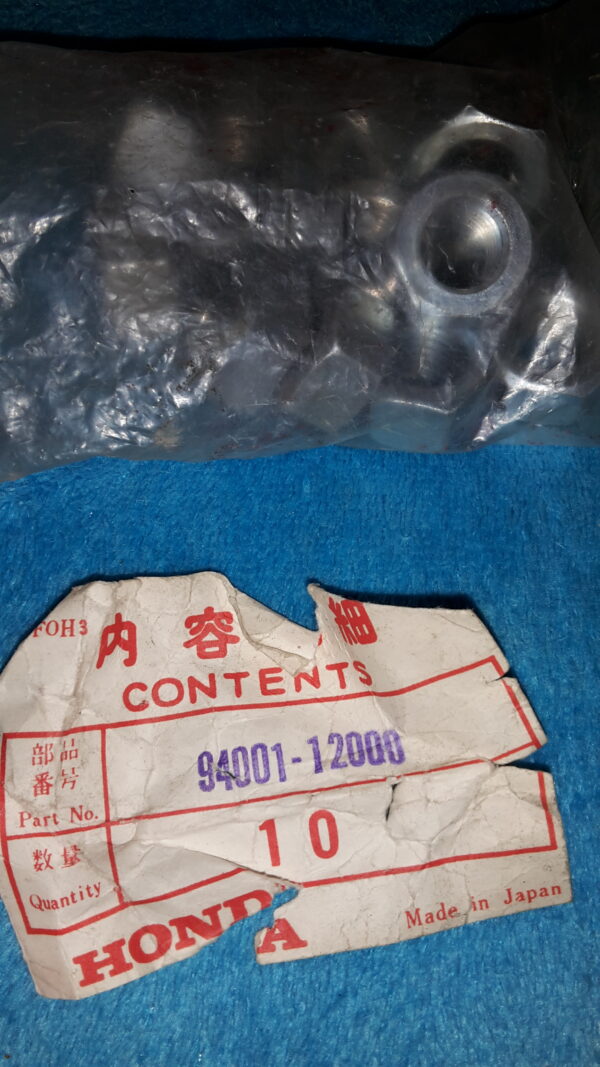 FOH3
内容 細
CONTENTS
部品
番号
Part No.
94001-12000
数量
Quantity
10
HONDA
Made in Japan